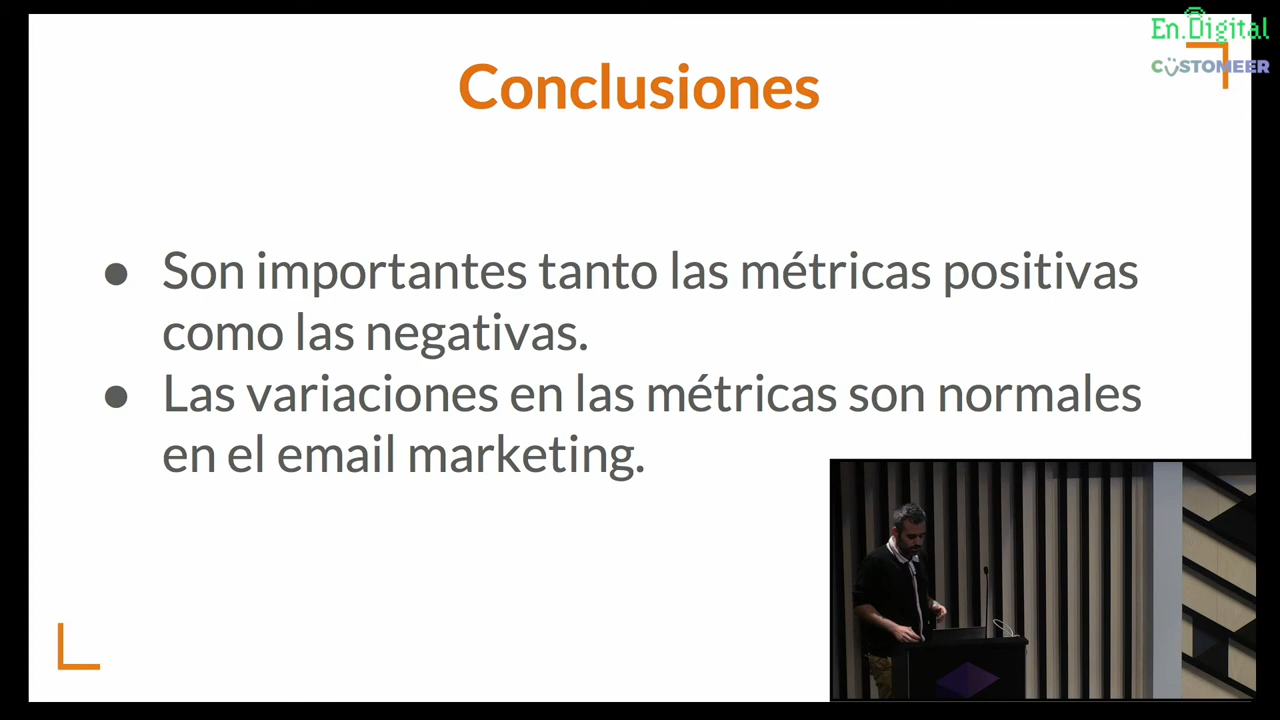 En.Digital
CUSTOMEER
Conclusiones
● Son importantes tanto las métricas positivas
como las negativas.
● Las variaciones en las métricas son normales
en el email marketing.